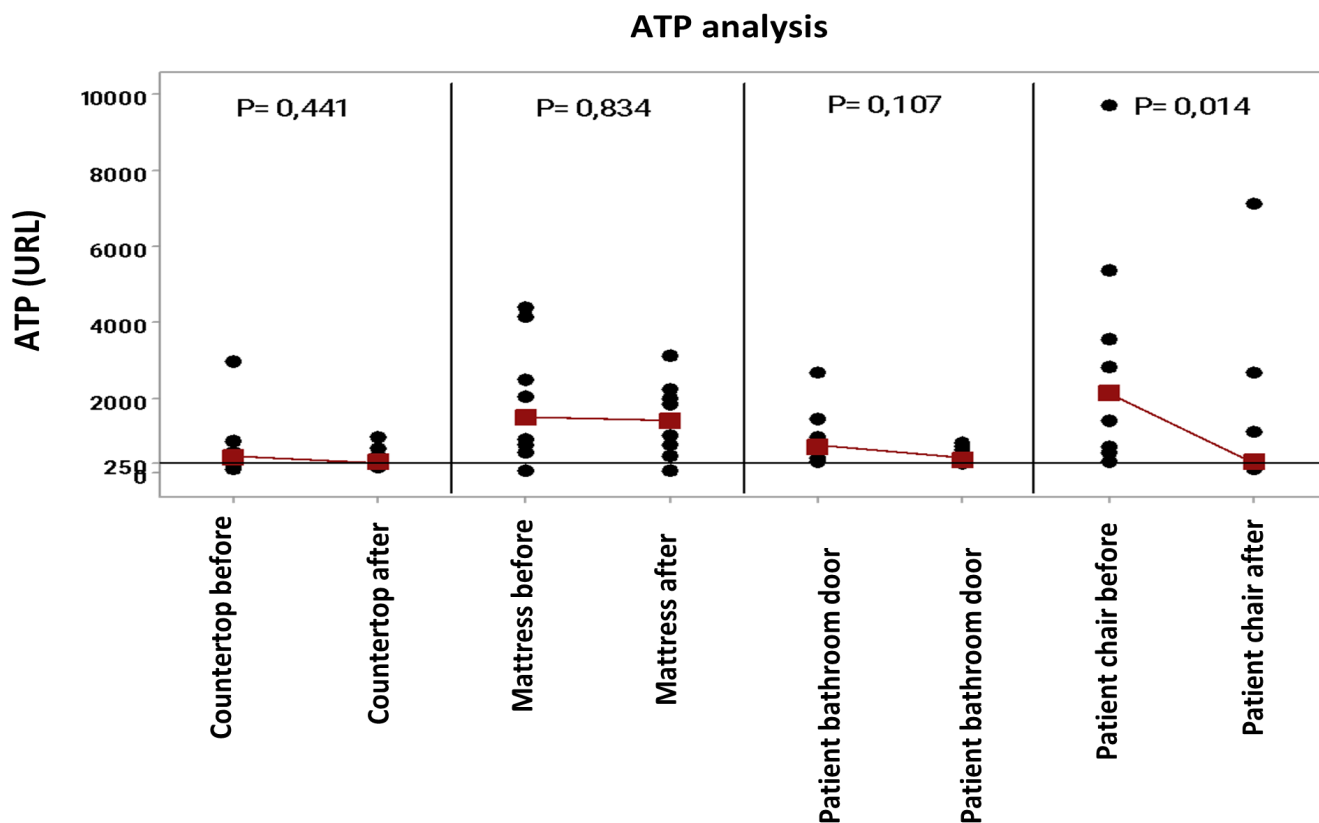 ATP analysis
P= 0,441
P= 0,834
P= 0,107
P= 0,014
ATP (URL)
10000
8000
6000
4000
2000
250
0
Countertop before
Countertop after
Mattress before
Mattress after
Patient bathroom door
Patient bathroom door
Patient chair before
Patient chair after